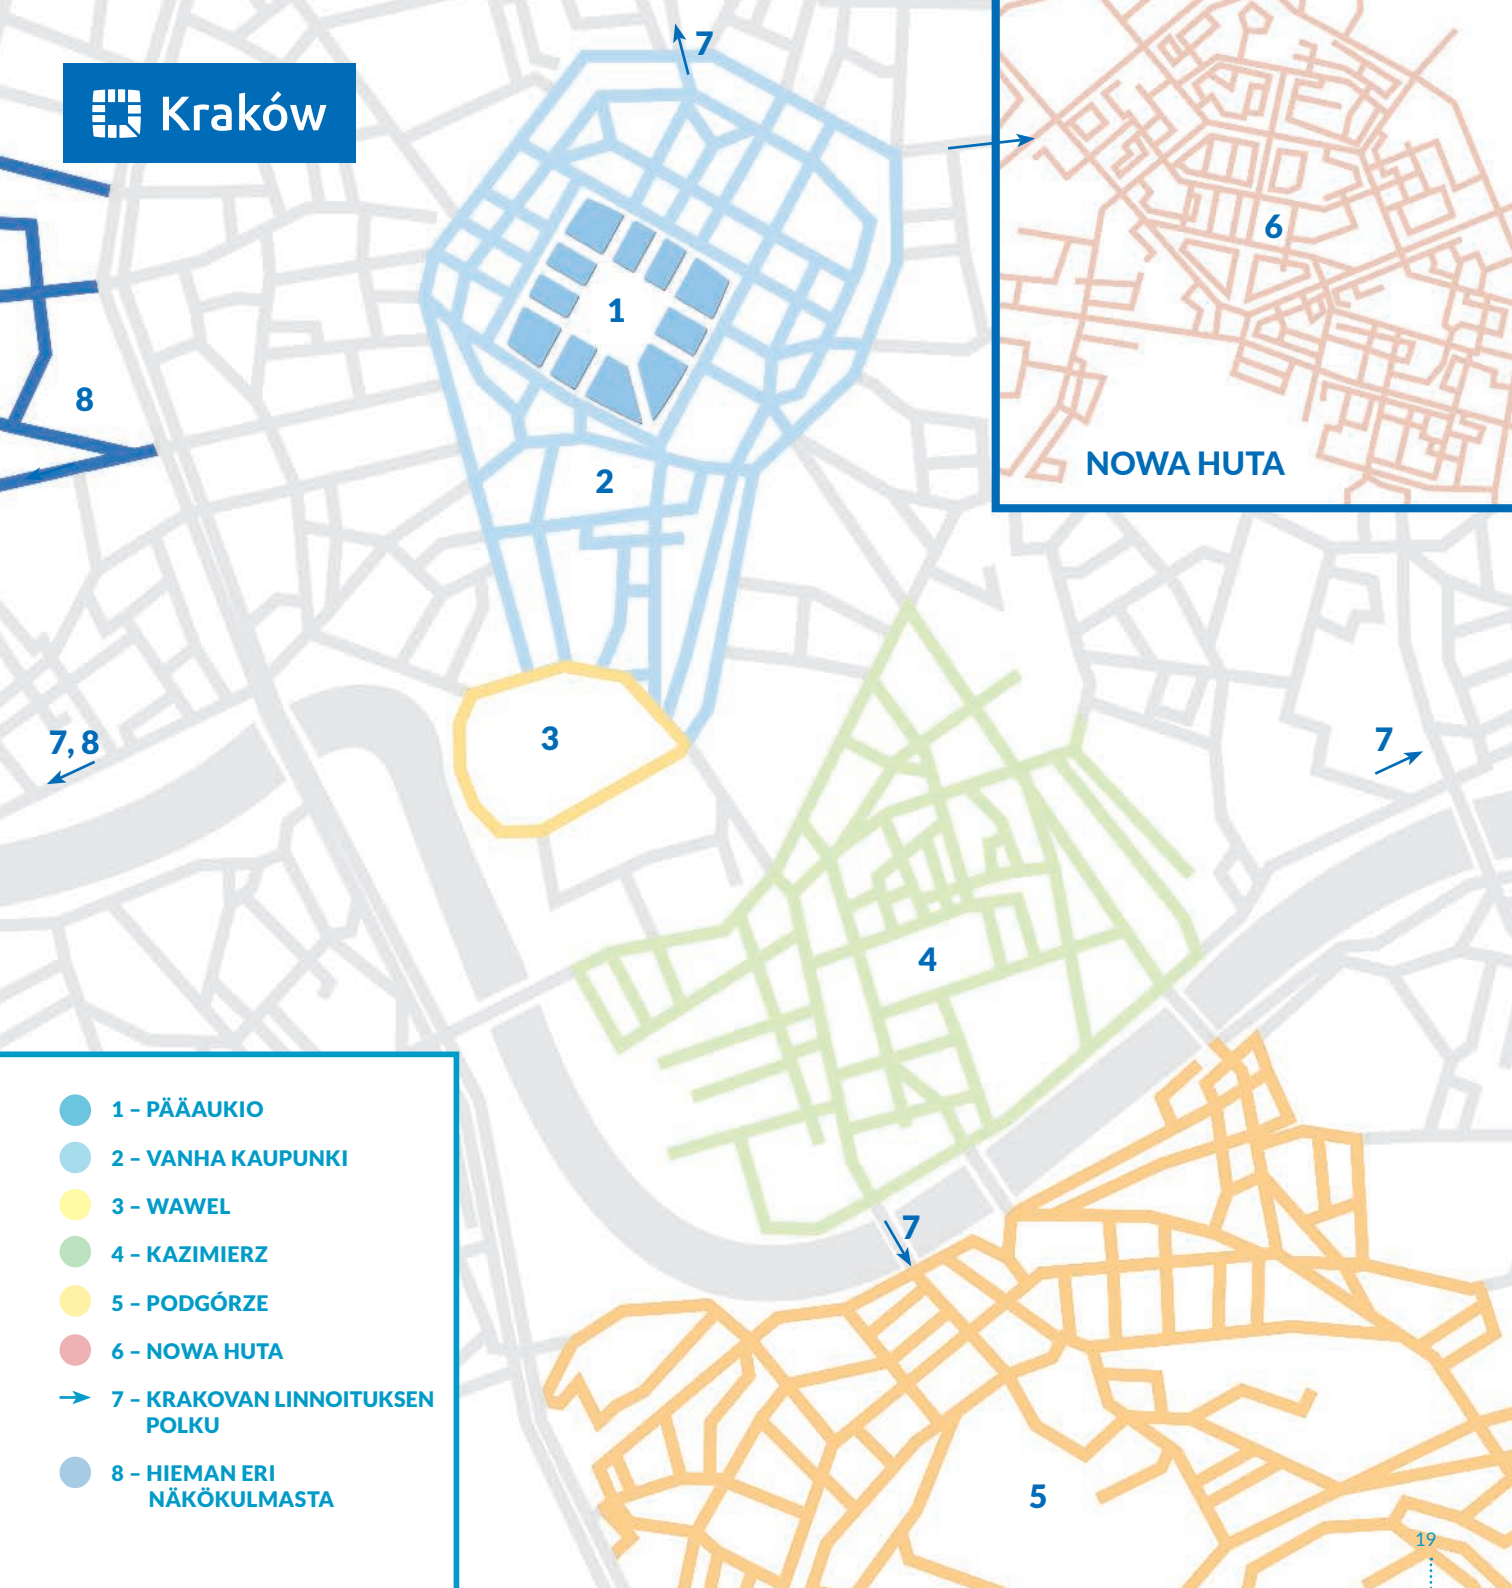 7
Kraków
6
1
8
NOWA HUTA
2
3
7, 8
7
4
1 – PÄÄAUKIO
2 – VANHA KAUPUNKI
3 – WAWEL
4 – KAZIMIERZ
5 – PODGÓRZE
6 – NOWA HUTA
7 – KRAKOVAN LINNOITUKSEN
POLKU
8 – HIEMAN ERI
NÄKÖKULMASTA
7
5
19